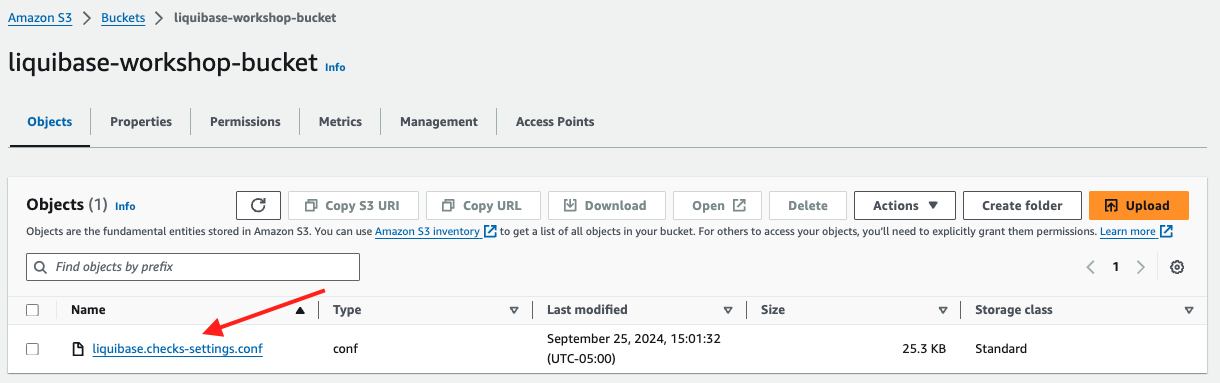 Amazon S3 > Buckets > liquibase-workshop-bucket
liquibase-workshop-bucket Info
Objects Properties Permissions Metrics Management Access Points
Objects (1) Info Copy S3 URI Copy URL Download Open Delete Actions Create folder Upload
Objects are the fundamental entities stored in Amazon S3. You can use Amazon S3 inventory to get a list of all objects in your bucket. For others to access your objects, you'll need to explicitly grant them permissions. Learn more
Find objects by prefix 1
Name Type Last modified Size Storage class
liquibase.checks-settings.conf conf September 25, 2024, 15:01:32 25.3 KB Standard
(UTC-05:00)